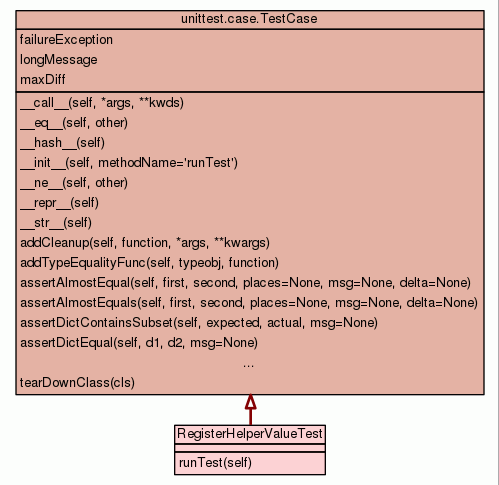 unittest.case.TestCase
failureException
longMessage
maxDiff
__call__(self, *args, **kwds)
__eq__(self, other)
__hash__(self)
__init__(self, methodName='runTest')
__ne__(self, other)
__repr__(self)
__str__(self)
addCleanup(self, function, *args, **kwargs)
addTypeEqualityFunc(self, typeobj, function)
assertAlmostEqual(self, first, second, places=None, msg=None, delta=None)
assertAlmostEquals(self, first, second, places=None, msg=None, delta=None)
assertDictContainsSubset(self, expected, actual, msg=None)
assertDictEqual(self, d1, d2, msg=None)
...
tearDownClass(cls)
RegisterHelperValueTest
runTest(self)